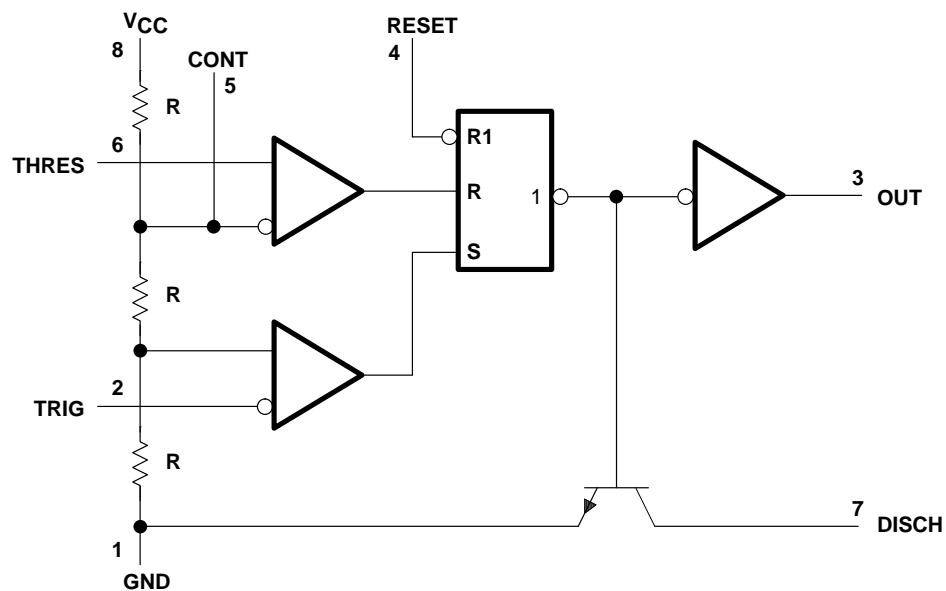 VCC
8
CONT
5
RESET
4
R
6
THRES
R1
R
1
3
OUT
S
R
2
TRIG
R
7
DISCH
1
GND